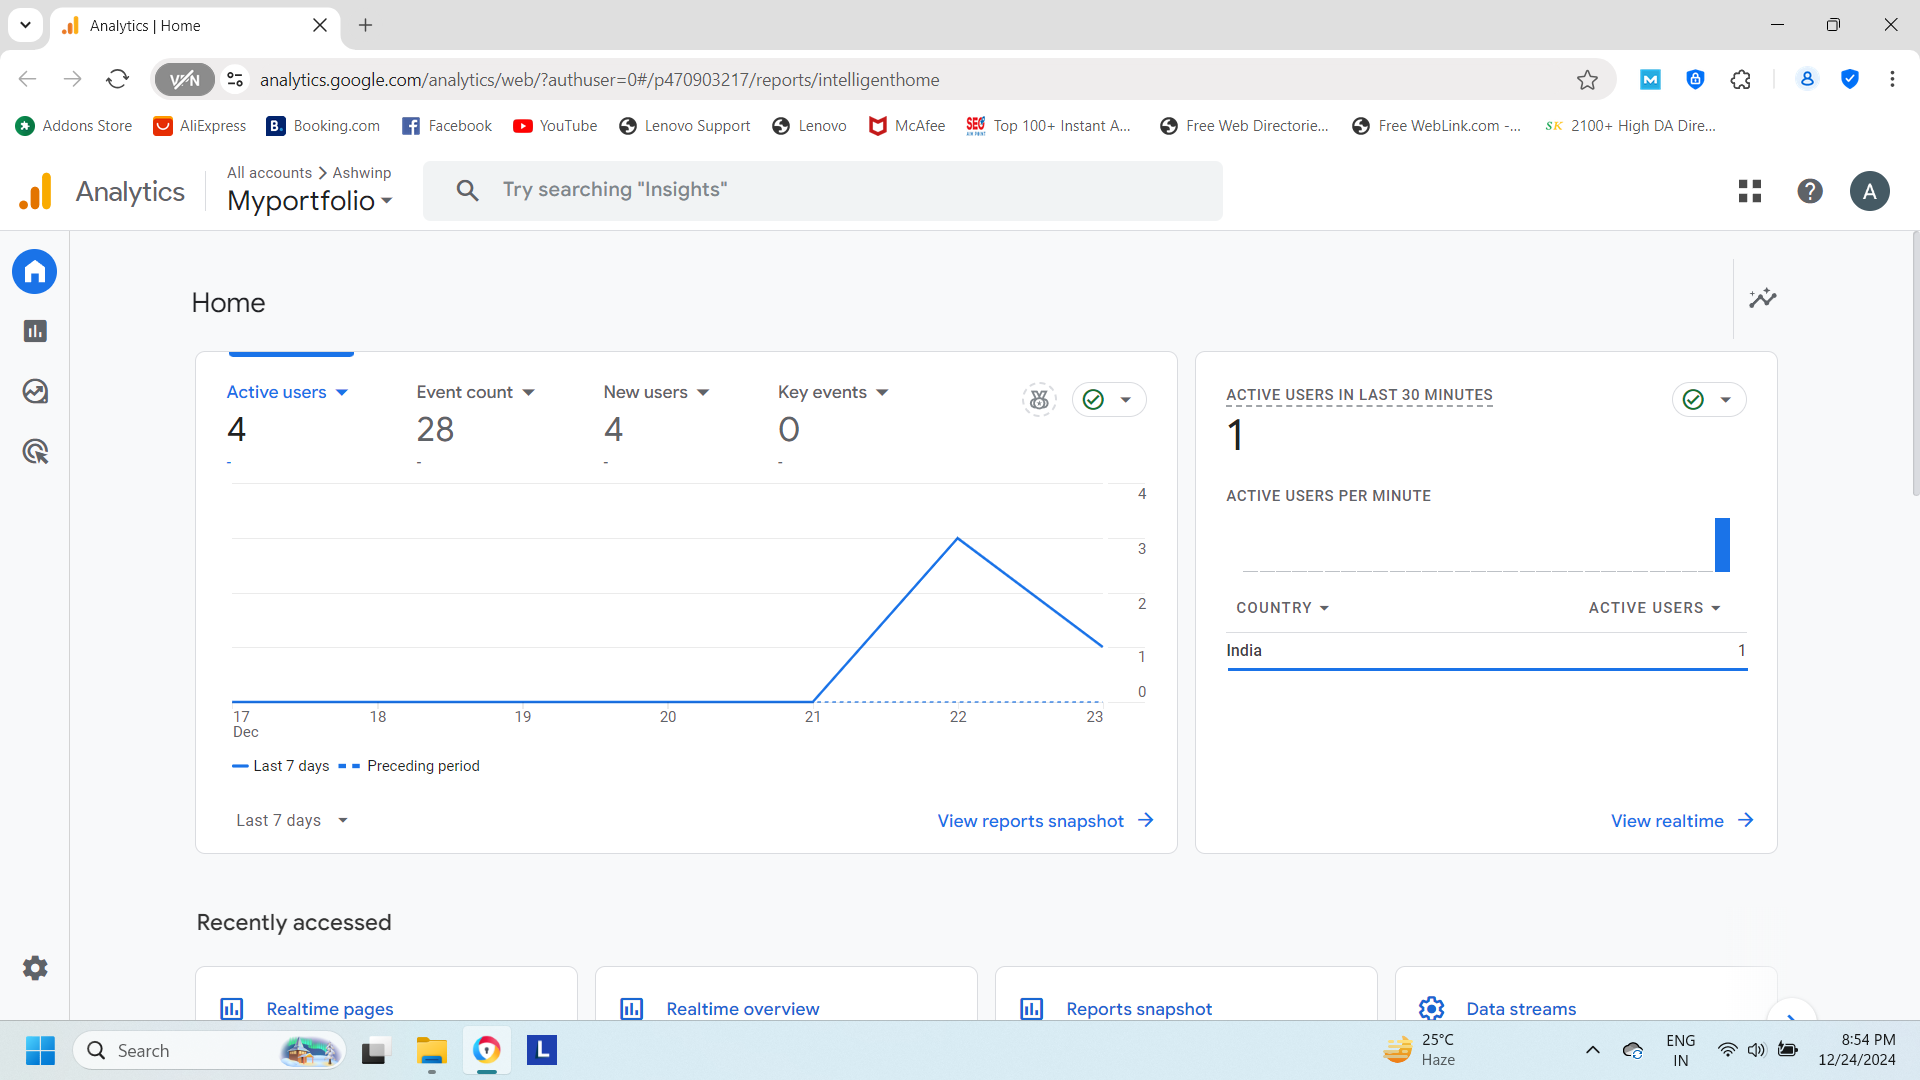 Analytics | Home
VPN
analytics.google.com/analytics/web/?authuser=0#/p470903217/reports/intelligenthome
Addons Store
AliExpress
B. Booking.com
Facebook
YouTube
Lenovo Support
Lenovo
McAfee
SEO Top 100+ Instant A...
Free Web Directorie...
Free WebLink.com -...
SK 2100+ High DA Dire...
Analytics
All accounts > Ashwinp
Myportfolio
Try searching "Insights"
A
Home
Active users
4
-
Event count
28
-
New users
4
-
Key events
0
-
4
3
2
1
0
17 18 19 20 21 22 23
Dec
Last 7 days Preceding period
Last 7 days
View reports snapshot
ACTIVE USERS IN LAST 30 MINUTES
1
ACTIVE USERS PER MINUTE
COUNTRY ACTIVE USERS
India 1
View realtime
Recently accessed
Realtime pages
Realtime overview
Reports snapshot
Data streams
Search
L
25°C
Haze
ENG
IN
8:54 PM
12/24/2024